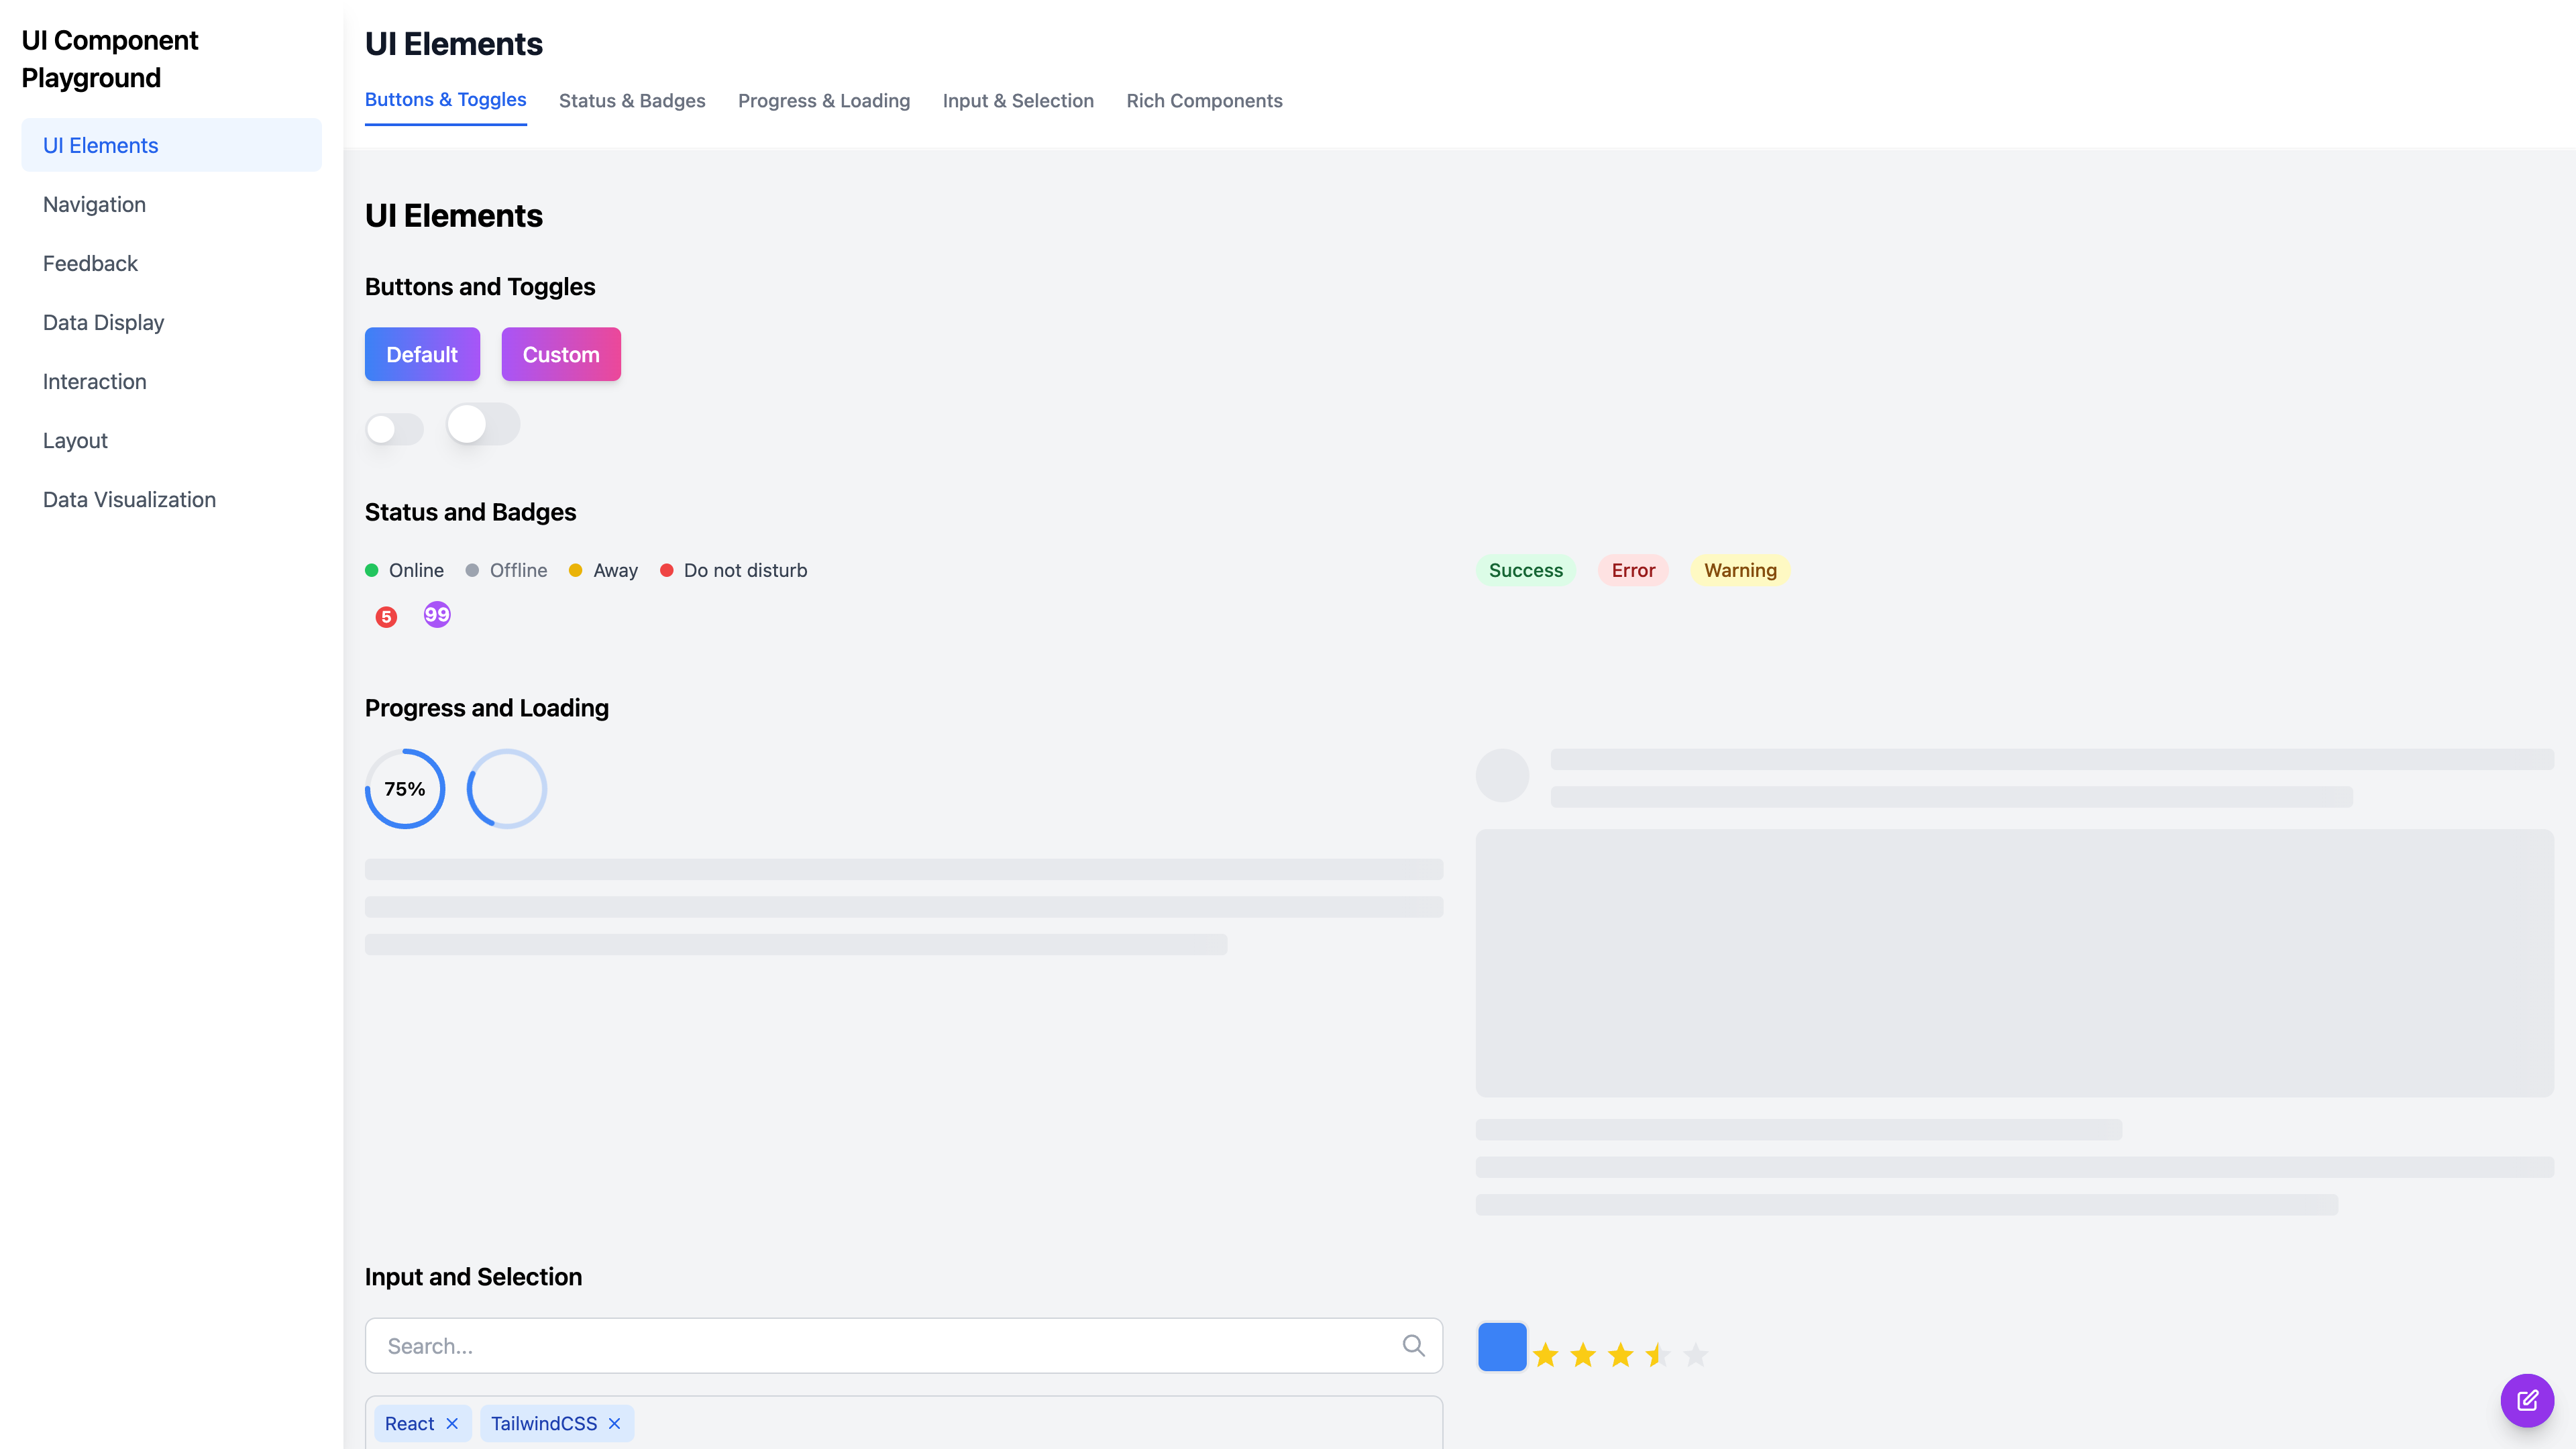 UI Component
Playground
UI Elements
Navigation
Feedback
Data Display
Interaction
Layout
Data Visualization
UI Elements
Buttons & Toggles Status & Badges Progress & Loading Input & Selection Rich Components
UI Elements
Buttons and Toggles
Default Custom
Status and Badges
Online Offline Away Do not disturb Success Error Warning
5 99
Progress and Loading
75%
Input and Selection
Search...
React TailwindCSS